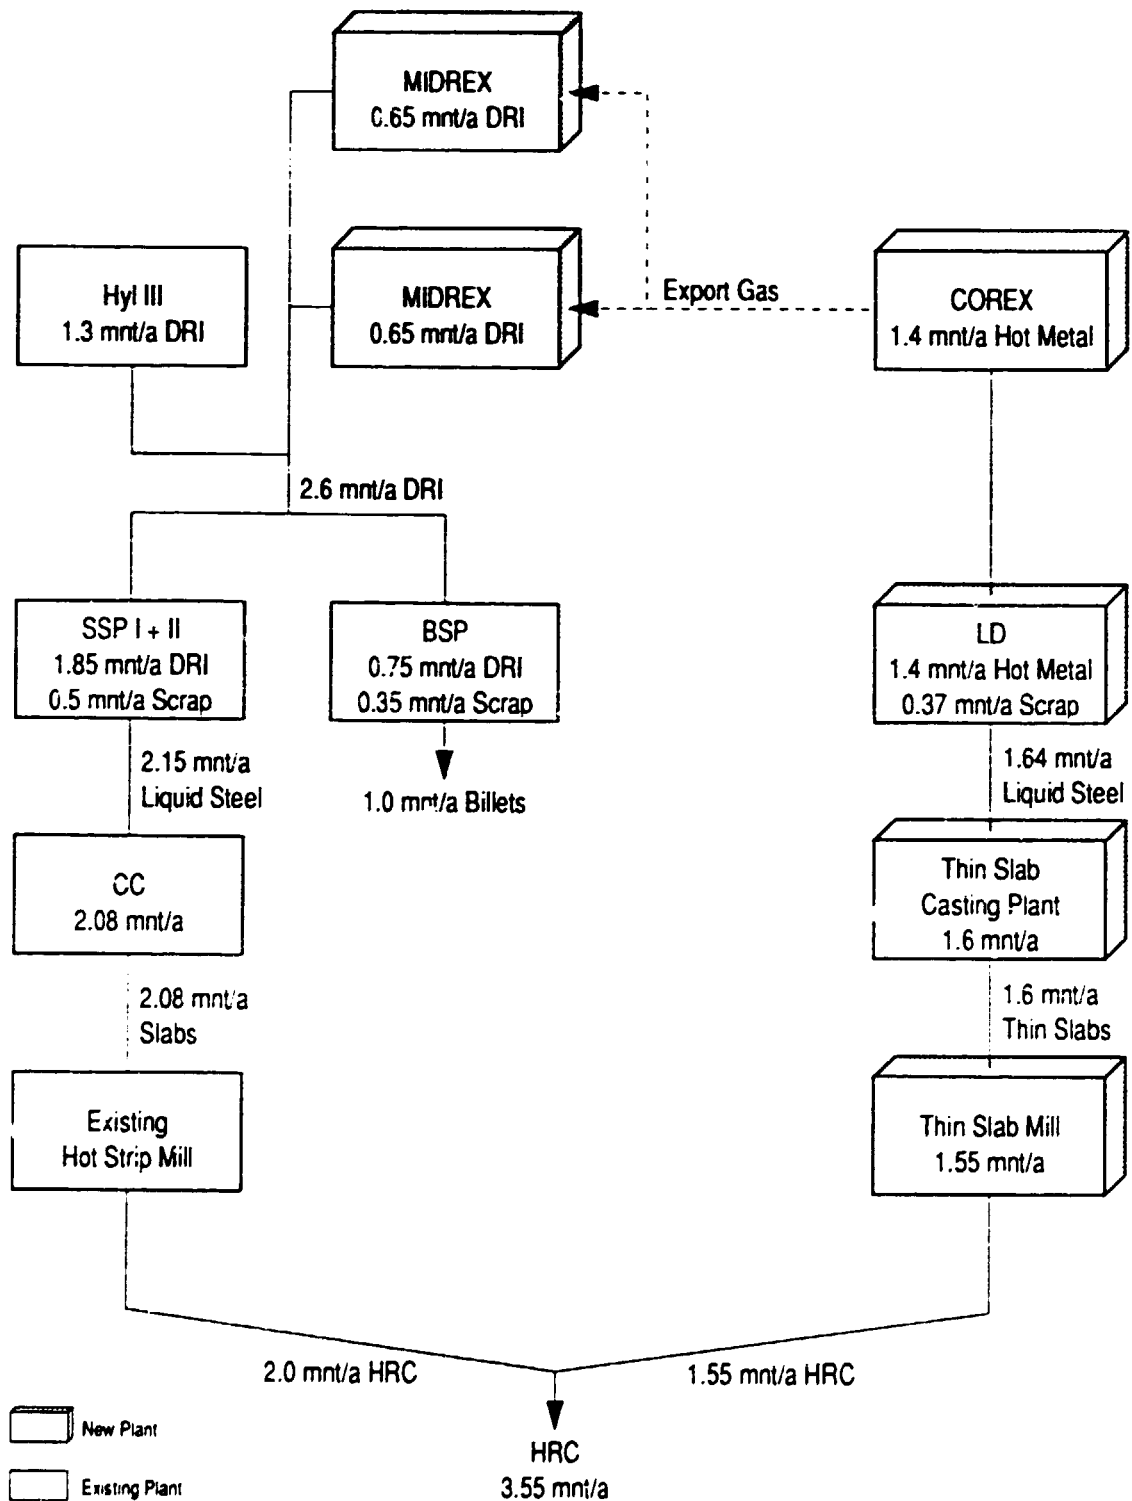 MIDREX
0.65 mnt/a DRI
Hyl III
1.3 mnt/a DRI
MIDREX
0.65 mnt/a DRI
Export Gas
COREX
1.4 mnt/a Hot Metal
2.6 mnt/a DRI
SSP I + II
1.85 mnt/a DRI
0.5 mnt/a Scrap
BSP
0.75 mnt/a DRI
0.35 mnt/a Scrap
LD
1.4 mnt/a Hot Metal
0.37 mnt/a Scrap
2.15 mnt/a
Liquid Steel
1.0 mnt/a Billets
1.64 mnt/a
Liquid Steel
CC
2.08 mnt/a
Thin Slab
Casting Plant
1.6 mnt/a
2.08 mnt/a
Slabs
1.6 mnt/a
Thin Slabs
Existing
Hot Strip Mill
Thin Slab Mill
1.55 mnt/a
2.0 mnt/a HRC
1.55 mnt/a HRC
HRC
3.55 mnt/a
New Plant
Existing Plant